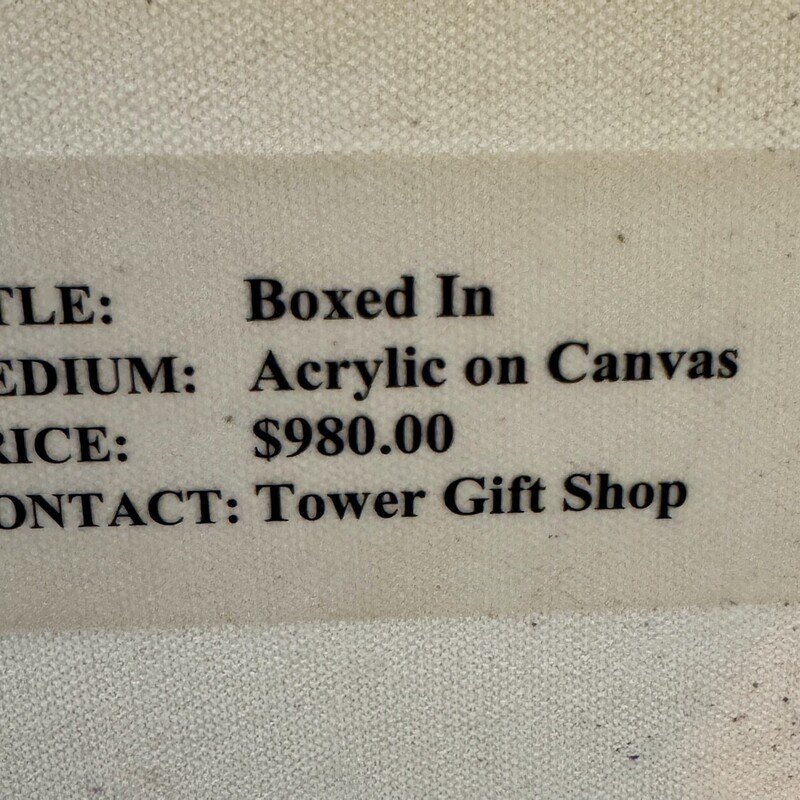 TLE: Boxed In
EDIUM: Acrylic on Canvas
RICE: $980.00
ONTACT: Tower Gift Shop